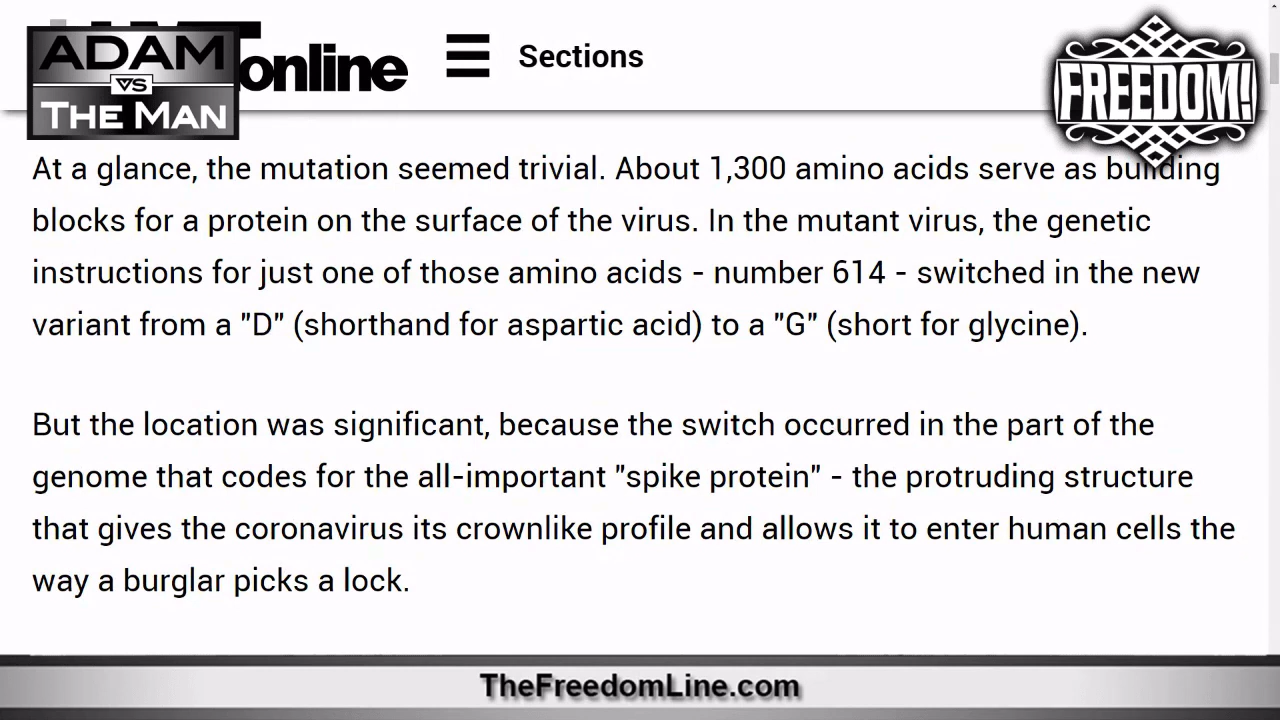 ADAM
VS
THE MAN
online
Sections
FREEDOM!
At a glance, the mutation seemed trivial. About 1,300 amino acids serve as building
blocks for a protein on the surface of the virus. In the mutant virus, the genetic
instructions for just one of those amino acids - number 614 - switched in the new
variant from a "D" (shorthand for aspartic acid) to a "G" (short for glycine).
But the location was significant, because the switch occurred in the part of the
genome that codes for the all-important "spike protein" - the protruding structure
that gives the coronavirus its crownlike profile and allows it to enter human cells the
way a burglar picks a lock.
TheFreedomLine.com